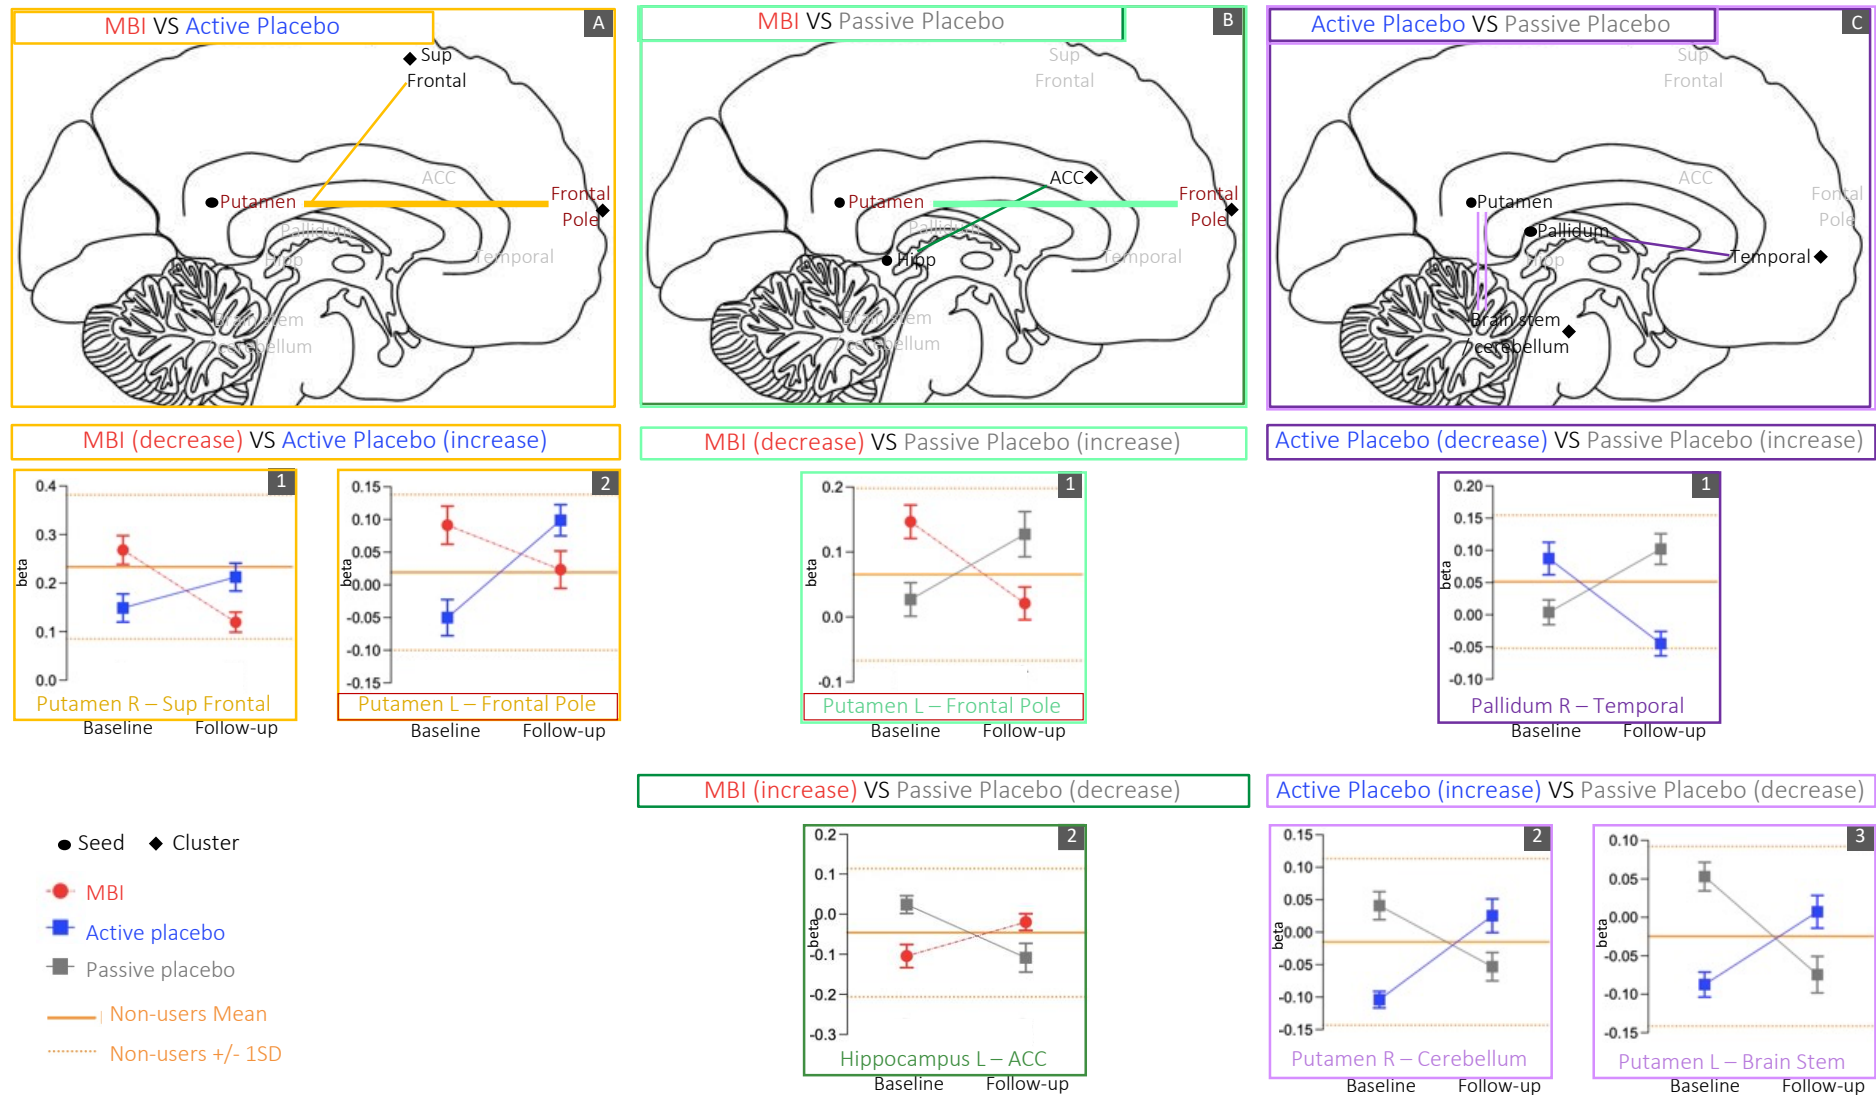 MBI VS Active Placebo
A
Sup
Frontal
ACC
Putamen
Frontal
Pole
Pallidum
Hipp
Temporal
Brain stem
/ cerebellum
MBI VS Passive Placebo
B
Sup
Frontal
ACC
Putamen
Frontal
Pole
Pallidum
Hipp
Temporal
Brain stem
/ cerebellum
Active Placebo VS Passive Placebo
C
Sup
Frontal
ACC
Putamen
Fontal
Pole
Pallidum
Hipp
Temporal
Brain stem
/ cerebellum
MBI (decrease) VS Active Placebo (increase)
1
0.4
0.3
0.2
0.1
0.0
beta
Putamen R – Sup Frontal
Baseline Follow-up
2
0.15
0.10
0.05
0.00
-0.05
-0.10
-0.15
beta
Putamen L – Frontal Pole
Baseline Follow-up
MBI (decrease) VS Passive Placebo (increase)
1
0.2
0.1
0.0
-0.1
beta
Putamen L – Frontal Pole
Baseline Follow-up
Active Placebo (decrease) VS Passive Placebo (increase)
1
0.20
0.15
0.10
0.05
0.00
-0.05
-0.10
beta
Pallidum R – Temporal
Baseline Follow-up
Seed Cluster
MBI
Active placebo
Passive placebo
Non-users Mean
Non-users +/- 1SD
MBI (increase) VS Passive Placebo (decrease)
2
0.2
0.1
0.0
-0.1
-0.2
-0.3
beta
Hippocampus L – ACC
Baseline Follow-up
Active Placebo (increase) VS Passive Placebo (decrease)
2
0.15
0.10
0.05
0.00
-0.05
-0.10
-0.15
beta
Putamen R – Cerebellum
Baseline Follow-up
3
0.10
0.05
0.00
-0.05
-0.10
-0.15
beta
Putamen L – Brain Stem
Baseline Follow-up